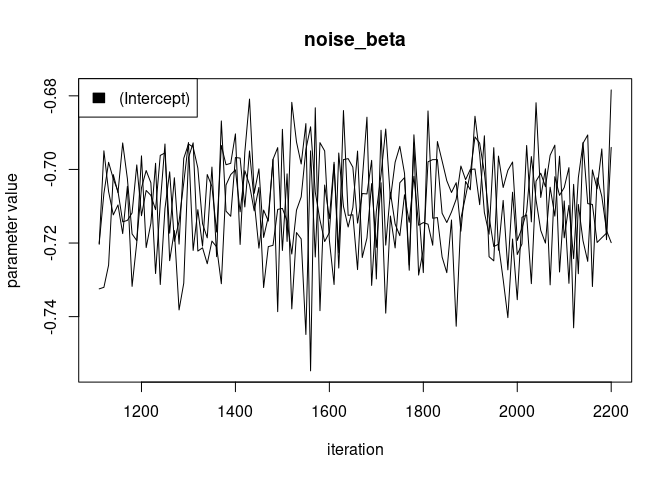 noise_beta
(Intercept)
parameter value
-0.68
-0.70
-0.72
-0.74
1200 1400 1600 1800 2000 2200
iteration